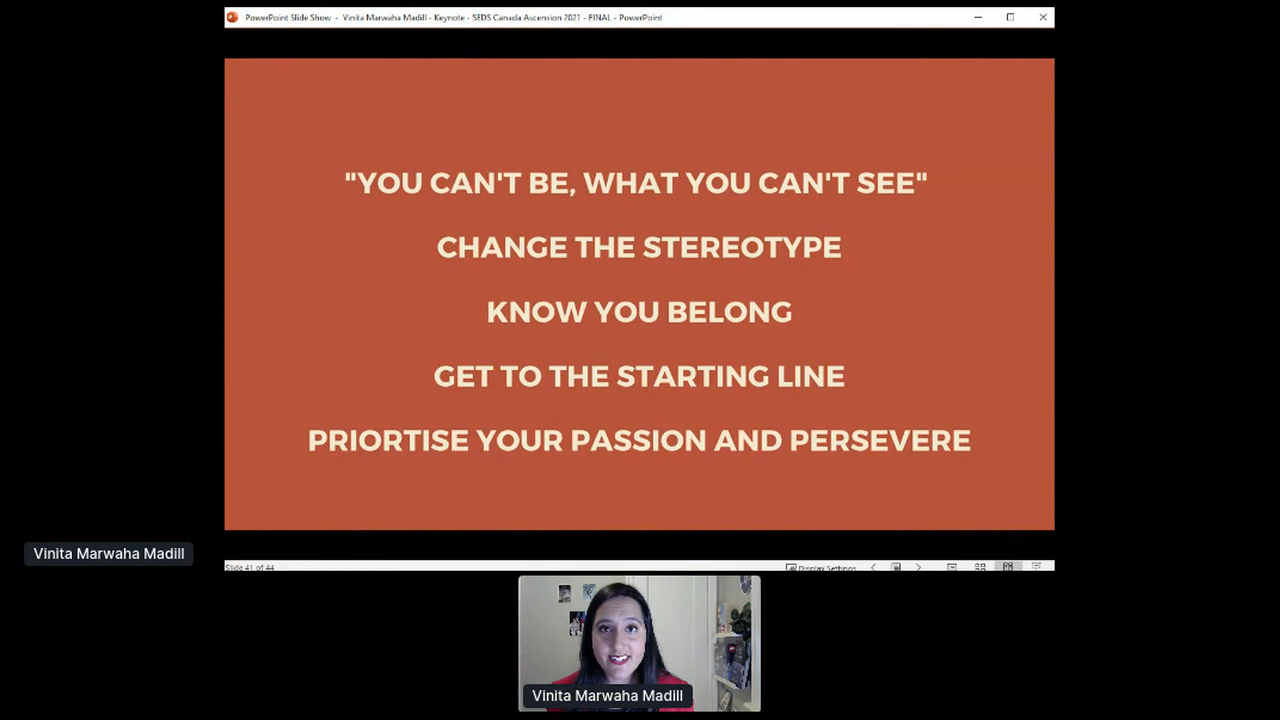 PowerPoint Slide Show - Vinita Marwaha Madill - Keynote - SEDS Canada Ascension 2021 - FINAL - PowerPoint
"YOU CAN'T BE, WHAT YOU CAN'T SEE"
CHANGE THE STEREOTYPE
KNOW YOU BELONG
GET TO THE STARTING LINE
PRIORTISE YOUR PASSION AND PERSEVERE
Vinita Marwaha Madill
Slide 41 of 44
Display Settings
Vinita Marwaha Madill